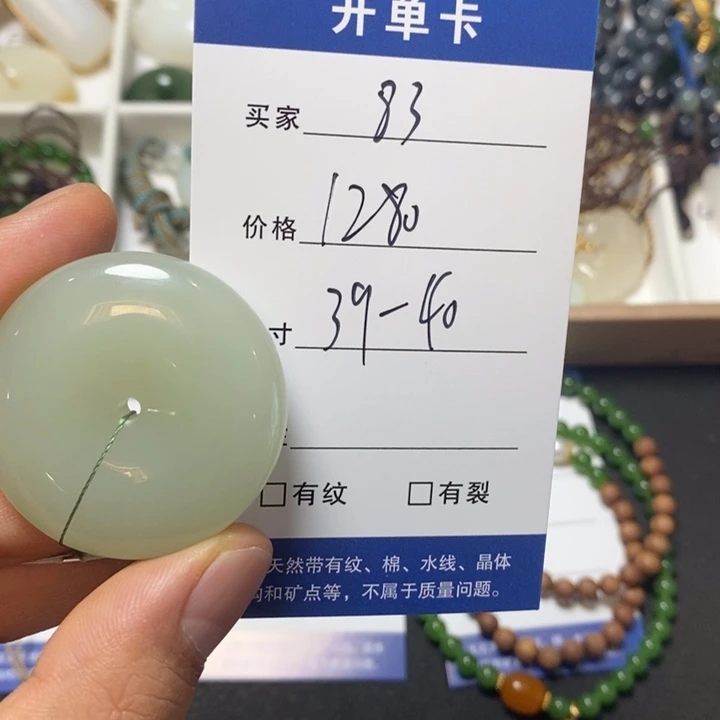 开单卡
买家 83
价格 1280
寸 39-40
有纹 有裂
天然带有纹、棉、水线、晶体
和矿点等，不属于质量问题。